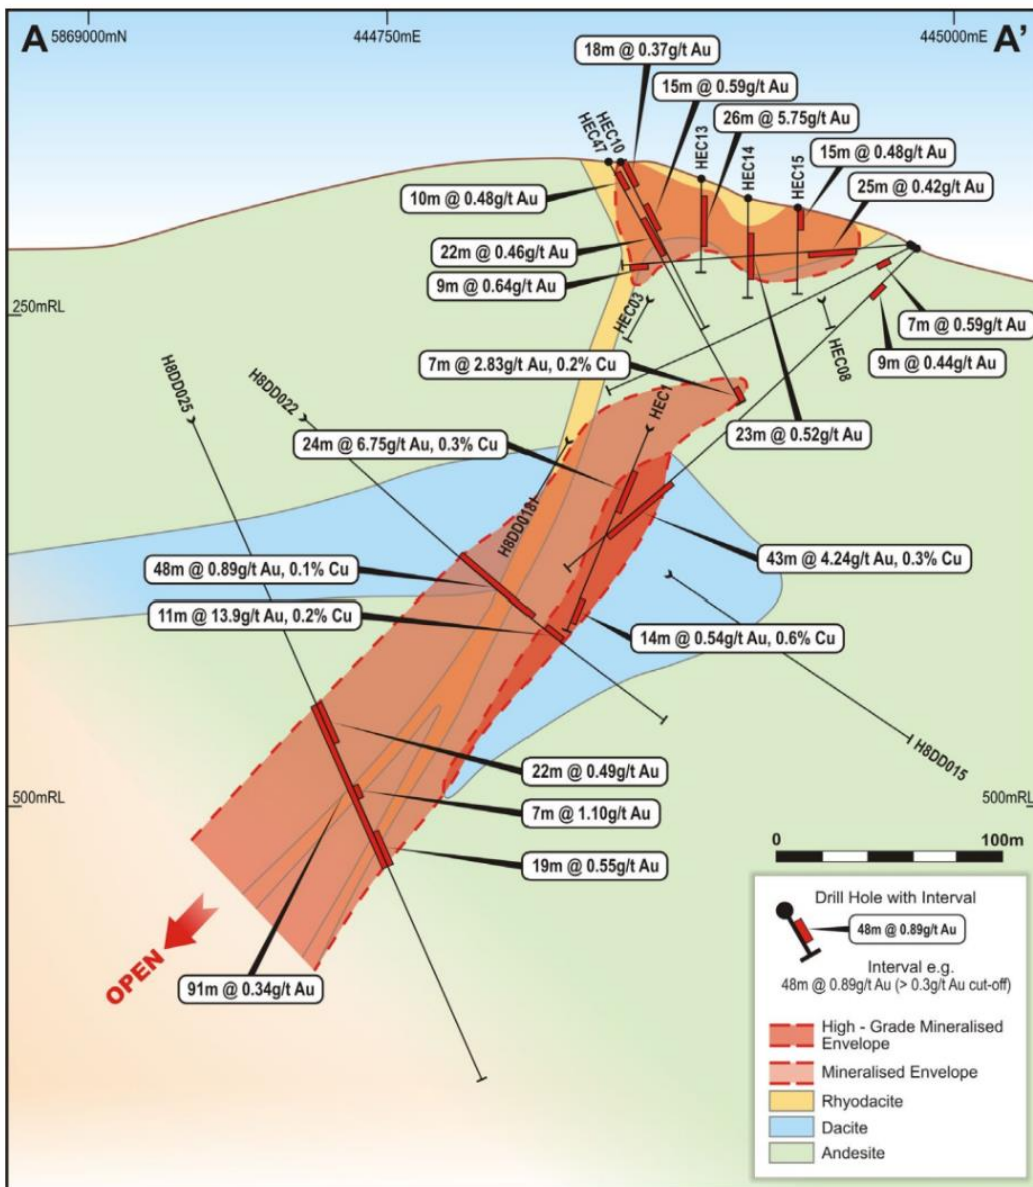 A 5869000mN
444750mE
A'
445000mE
18m @ 0.37g/t Au
15m @ 0.59g/t Au
26m @ 5.75g/t Au
15m @ 0.48g/t Au
25m @ 0.42g/t Au
HEC47
HEC10
HEC13
HEC14
HEC15
10m @ 0.48g/t Au
22m @ 0.46g/t Au
9m @ 0.64g/t Au
250mRL
HEC03
HEC08
7m @ 0.59g/t Au
9m @ 0.44g/t Au
7m @ 2.83g/t Au, 0.2% Cu
H8DD025
H8DD022
HEC1
24m @ 6.75g/t Au, 0.3% Cu
23m @ 0.52g/t Au
H8DD018
48m @ 0.89g/t Au, 0.1% Cu
43m @ 4.24g/t Au, 0.3% Cu
11m @ 13.9g/t Au, 0.2% Cu
14m @ 0.54g/t Au, 0.6% Cu
H8DD015
22m @ 0.49g/t Au
7m @ 1.10g/t Au
19m @ 0.55g/t Au
500mRL
500mRL
OPEN
91m @ 0.34g/t Au
0 100m
Drill Hole with Interval
48m @ 0.89g/t Au
Interval e.g.
48m @ 0.89g/t Au (> 0.3g/t Au cut-off)
High - Grade Mineralised
Envelope
Mineralised Envelope
Rhyodacite
Dacite
Andesite